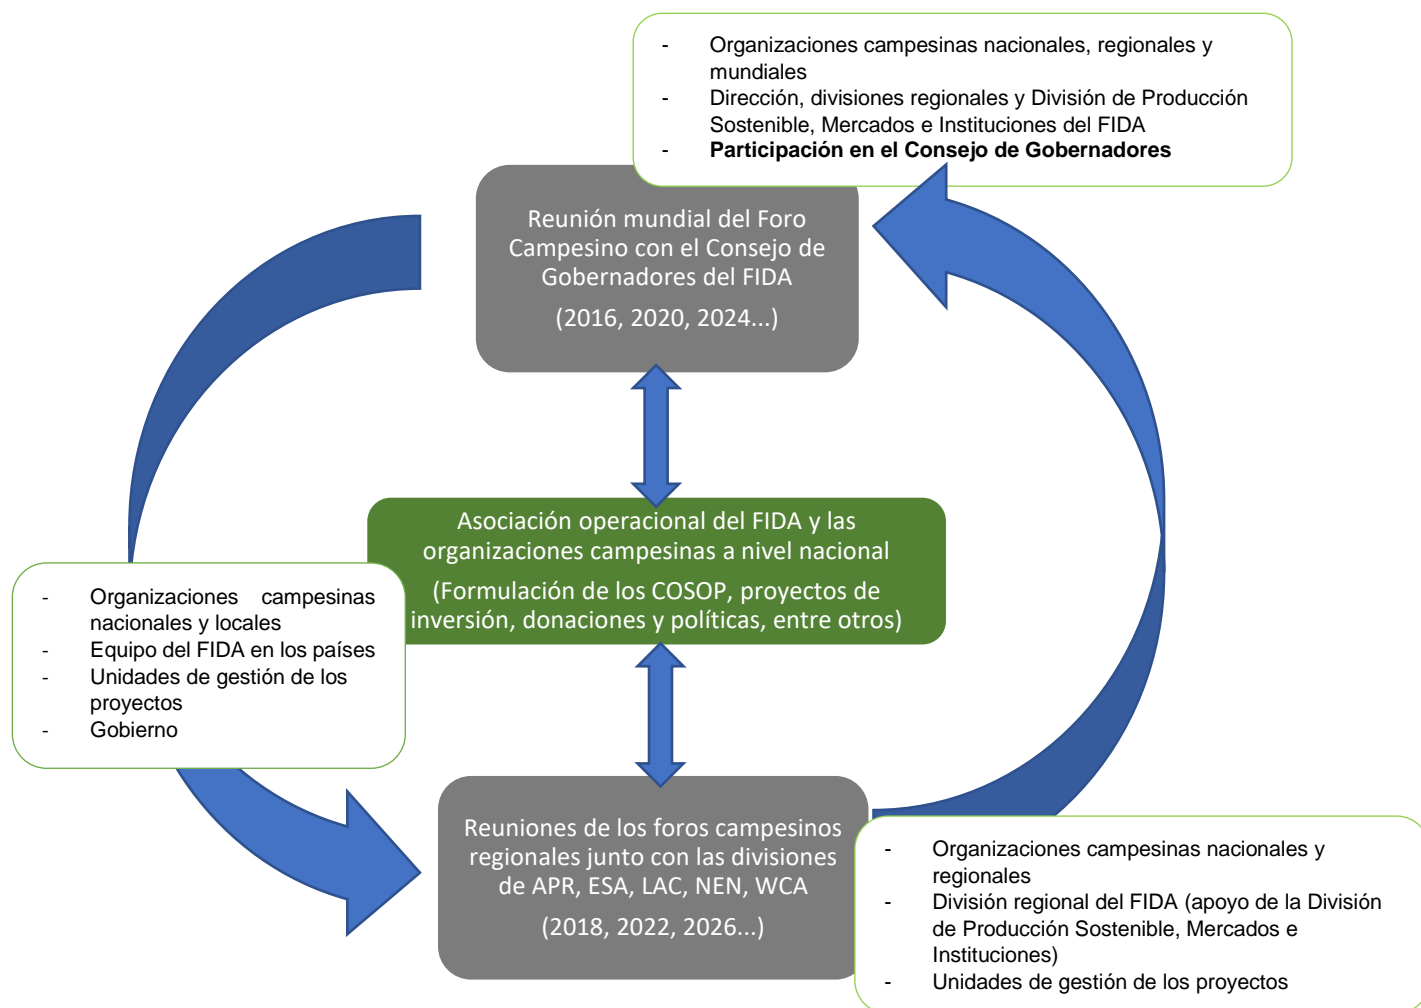 - Organizaciones campesinas nacionales, regionales y
mundiales
- Dirección, divisiones regionales y División de Producción
Sostenible, Mercados e Instituciones del FIDA
- Participación en el Consejo de Gobernadores
Reunión mundial del Foro
Campesino con el Consejo de
Gobernadores del FIDA
(2016, 2020, 2024...)
Asociación operacional del FIDA y las
organizaciones campesinas a nivel nacional
(Formulación de los COSOP, proyectos de
inversión, donaciones y políticas, entre otros)
- Organizaciones campesinas
nacionales y locales
- Equipo del FIDA en los países
- Unidades de gestión de los
proyectos
- Gobierno
Reuniones de los foros campesinos
regionales junto con las divisiones
de APR, ESA, LAC, NEN, WCA
(2018, 2022, 2026...)
- Organizaciones campesinas nacionales y
regionales
- División regional del FIDA (apoyo de la División
de Producción Sostenible, Mercados e
Instituciones)
- Unidades de gestión de los proyectos